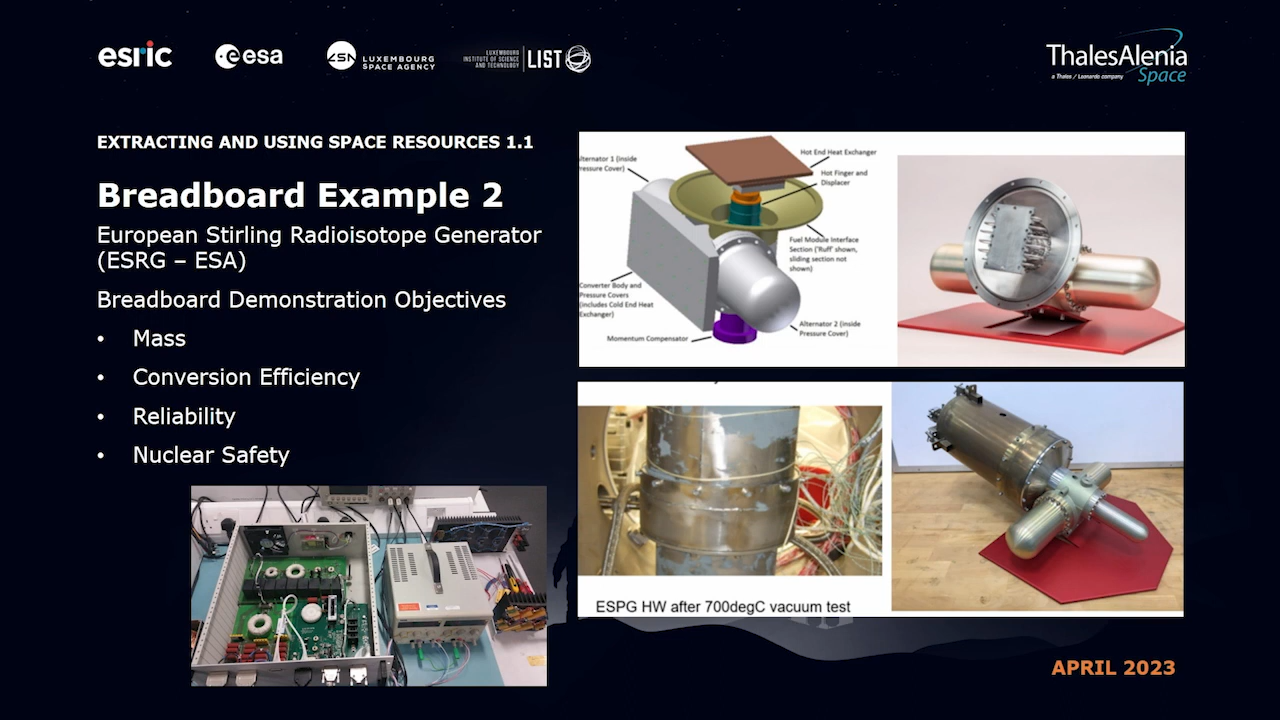 esric
esa
LSA LUXEMBOURG
SPACE AGENCY
LUXEMBOURG
INSTITUTE OF SCIENCE
AND TECHNOLOGY
LIST
ThalesAlenia
a Thales / Leonardo company
Space
EXTRACTING AND USING SPACE RESOURCES 1.1
Breadboard Example 2
European Stirling Radioisotope Generator
(ESRG – ESA)
Breadboard Demonstration Objectives
• Mass
• Conversion Efficiency
• Reliability
• Nuclear Safety
lternator 1 (inside
ressure Cover)
Hot End Heat Exchanger
Hot Finger and
Displacer
Fuel Module Interface
Section ('Ruff' shown,
sliding section not
shown)
Converter Body and
Pressure Covers
(includes Cold End Heat
Exchanger)
Alternator 2 (inside
Pressure Cover)
Momentum Compensator
ESPG HW after 700degC vacuum test
APRIL 2023